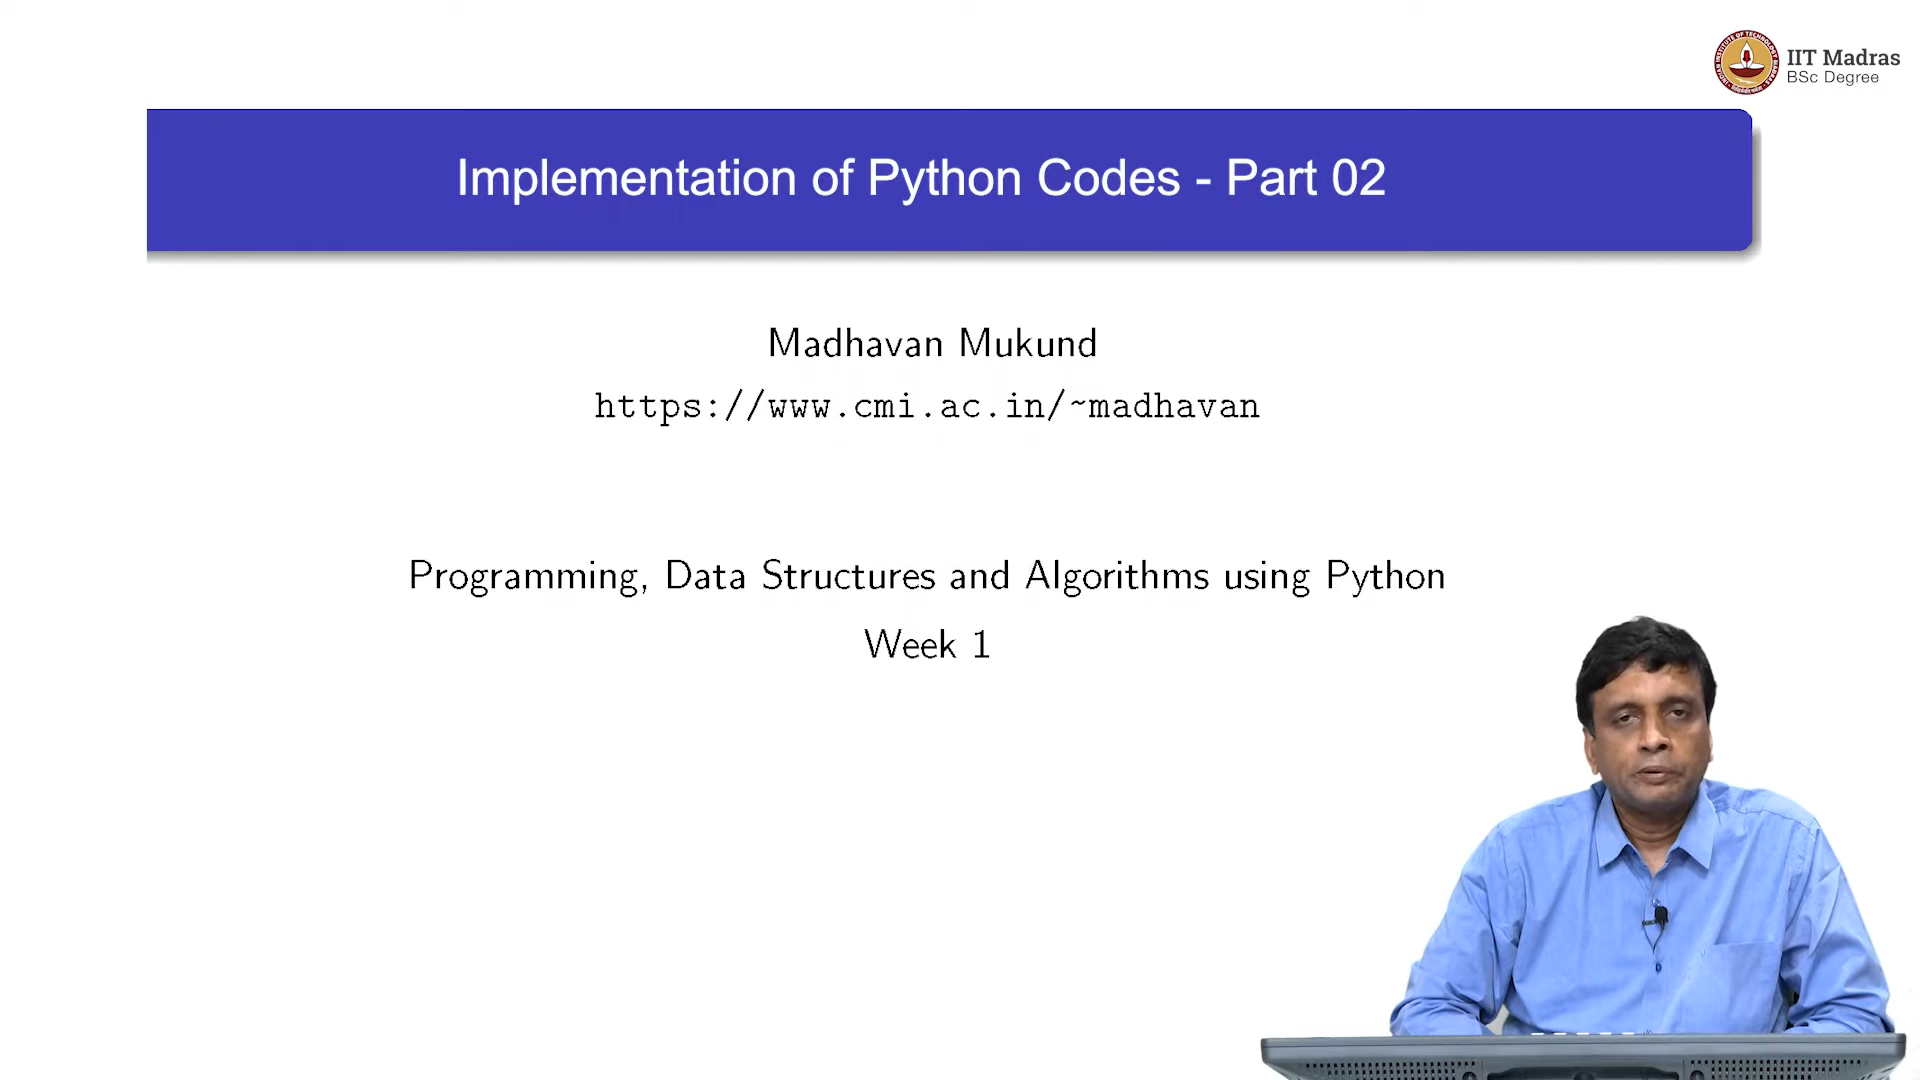 IIT Madras
BSc Degree
Implementation of Python Codes - Part 02
Madhavan Mukund
https://www.cmi.ac.in/~madhavan
Programming, Data Structures and Algorithms using Python
Week 1